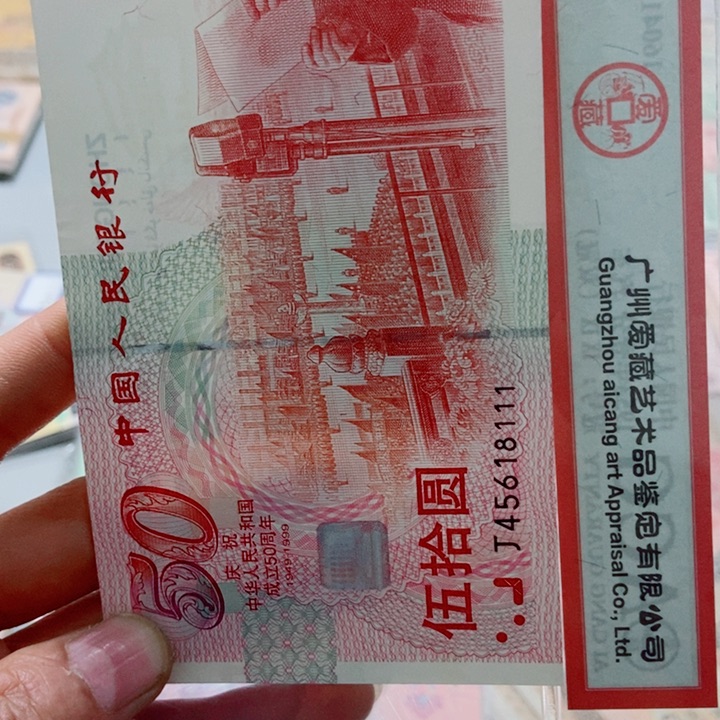 中国人民银行
50
庆祝
中华人民共和国
成立50周年
1949-1999
伍拾圆
J45618111
爱藏
广州爱藏艺术品鉴定有限公司
Guangzhou aicang art Appraisal Co., Ltd.